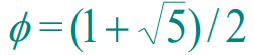 ϕ = (1 + √5)/2